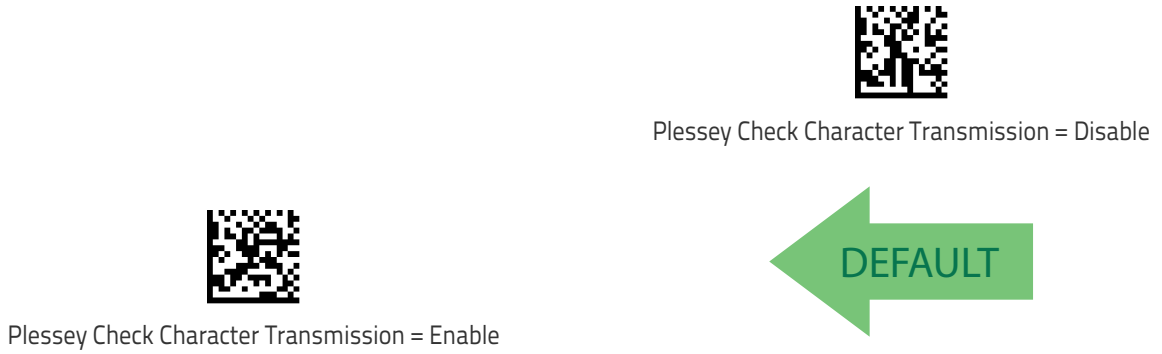 Plessey Check Character Transmission = Disable
DEFAULT
Plessey Check Character Transmission = Enable